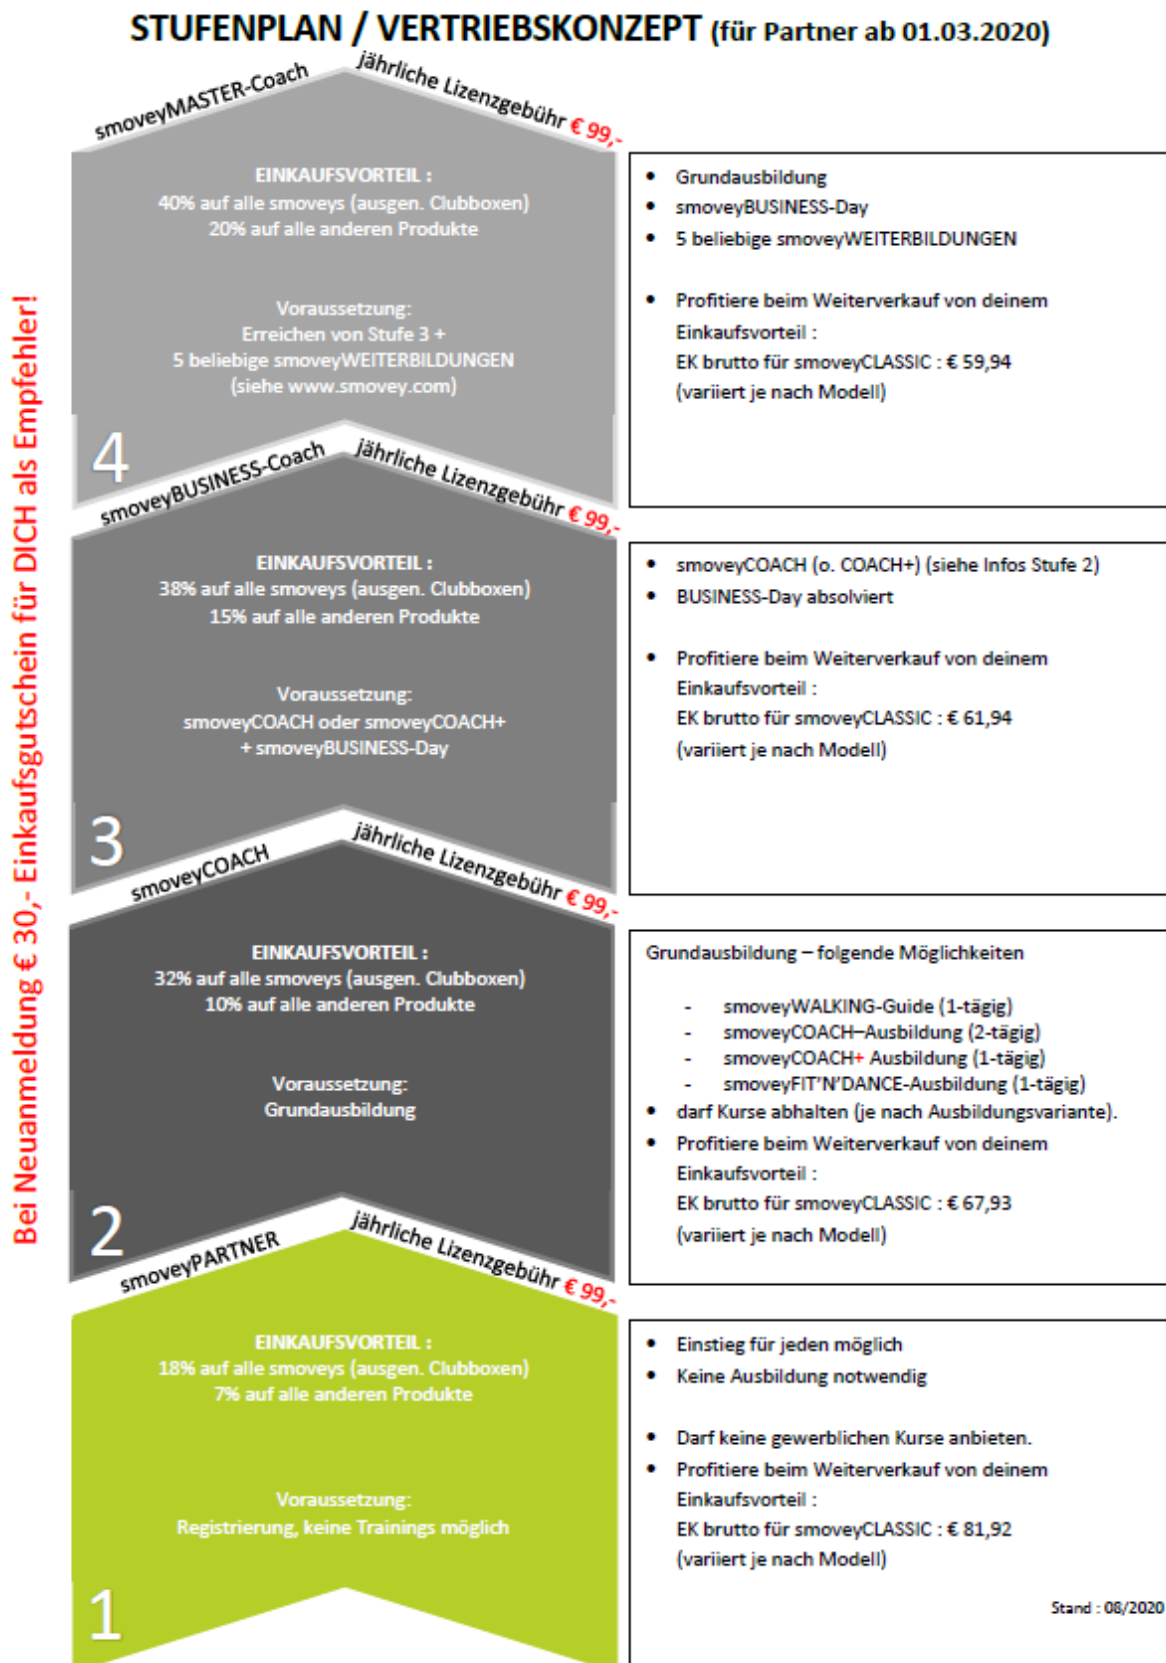 STUFENPLAN / VERTRIEBSKONZEPT (für Partner ab 01.03.2020)
Bei Neuanmeldung € 30,- Einkaufsgutschein für DICH als Empfehler!
smoveyMASTER-Coach
jährliche Lizenzgebühr € 99,-
EINKAUFSVORTEIL :
40% auf alle smoveys (ausgen. Clubboxen)
20% auf alle anderen Produkte
Voraussetzung:
Erreichen von Stufe 3 +
5 beliebige smoveyWEITERBILDUNGEN
(siehe www.smovey.com)
4
• Grundausbildung
• smoveyBUSINESS-Day
• 5 beliebige smoveyWEITERBILDUNGEN
• Profitiere beim Weiterverkauf von deinem
Einkaufsvorteil :
EK brutto für smoveyCLASSIC : € 59,94
(variiert je nach Modell)
smoveyBUSINESS-Coach
jährliche Lizenzgebühr € 99,-
EINKAUFSVORTEIL :
38% auf alle smoveys (ausgen. Clubboxen)
15% auf alle anderen Produkte
Voraussetzung:
smoveyCOACH oder smoveyCOACH+
+ smoveyBUSINESS-Day
3
• smoveyCOACH (o. COACH+) (siehe Infos Stufe 2)
• BUSINESS-Day absolviert
• Profitiere beim Weiterverkauf von deinem
Einkaufsvorteil :
EK brutto für smoveyCLASSIC : € 61,94
(variiert je nach Modell)
smoveyCOACH
jährliche Lizenzgebühr € 99,-
EINKAUFSVORTEIL :
32% auf alle smoveys (ausgen. Clubboxen)
10% auf alle anderen Produkte
Voraussetzung:
Grundausbildung
2
Grundausbildung – folgende Möglichkeiten
- smoveyWALKING-Guide (1-tägig)
- smoveyCOACH–Ausbildung (2-tägig)
- smoveyCOACH+ Ausbildung (1-tägig)
- smoveyFIT'N'DANCE-Ausbildung (1-tägig)
• darf Kurse abhalten (je nach Ausbildungsvariante).
• Profitiere beim Weiterverkauf von deinem
Einkaufsvorteil :
EK brutto für smoveyCLASSIC : € 67,93
(variiert je nach Modell)
smoveyPARTNER
jährliche Lizenzgebühr € 99,-
EINKAUFSVORTEIL :
18% auf alle smoveys (ausgen. Clubboxen)
7% auf alle anderen Produkte
Voraussetzung:
Registrierung, keine Trainings möglich
1
• Einstieg für jeden möglich
• Keine Ausbildung notwendig
• Darf keine gewerblichen Kurse anbieten.
• Profitiere beim Weiterverkauf von deinem
Einkaufsvorteil :
EK brutto für smoveyCLASSIC : € 81,92
(variiert je nach Modell)
Stand : 08/2020